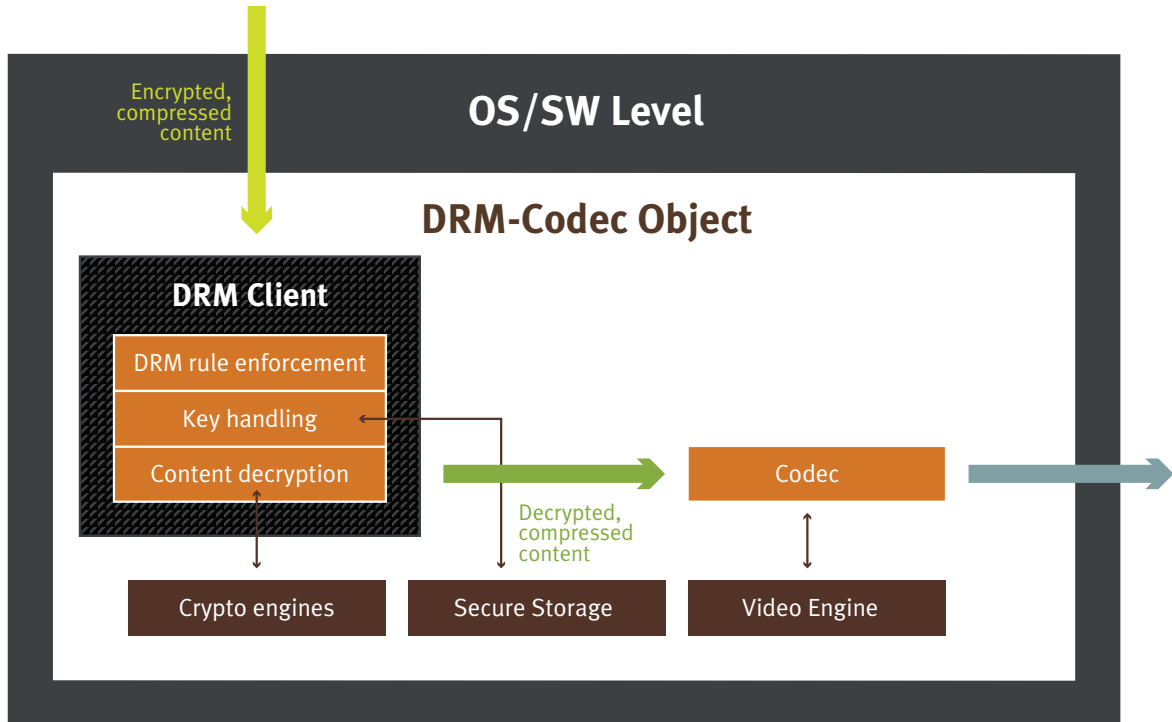 Encrypted,
compressed
content
OS/SW Level
DRM-Codec Object
DRM Client
DRM rule enforcement
Key handling
Content decryption
Codec
Decrypted,
compressed
content
Crypto engines
Secure Storage
Video Engine